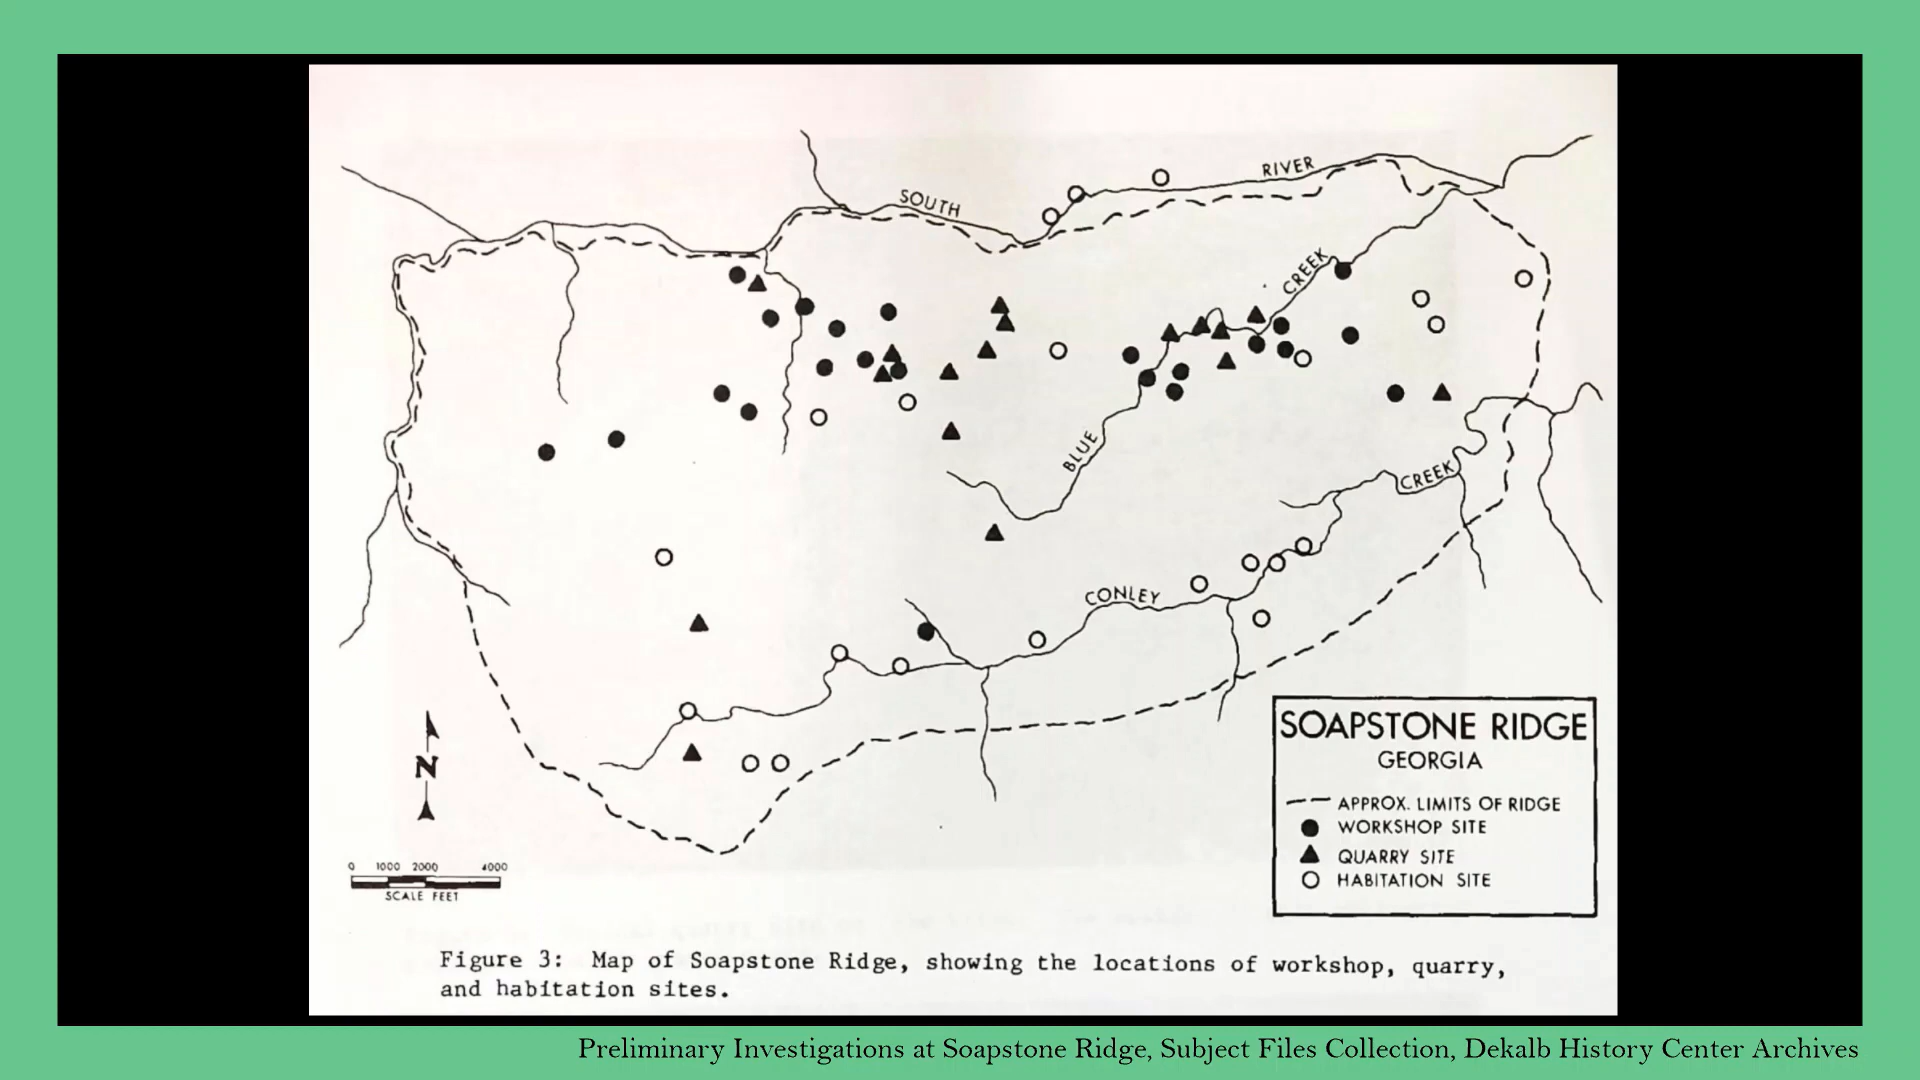 SOUTH
RIVER
CREEK
BLUE
CREEK
CONLEY
N
0 1000 2000 4000
SCALE FEET
SOAPSTONE RIDGE
GEORGIA
APPROX. LIMITS OF RIDGE
WORKSHOP SITE
QUARRY SITE
HABITATION SITE
Figure 3: Map of Soapstone Ridge, showing the locations of workshop, quarry,
and habitation sites.
Preliminary Investigations at Soapstone Ridge, Subject Files Collection, Dekalb History Center Archives